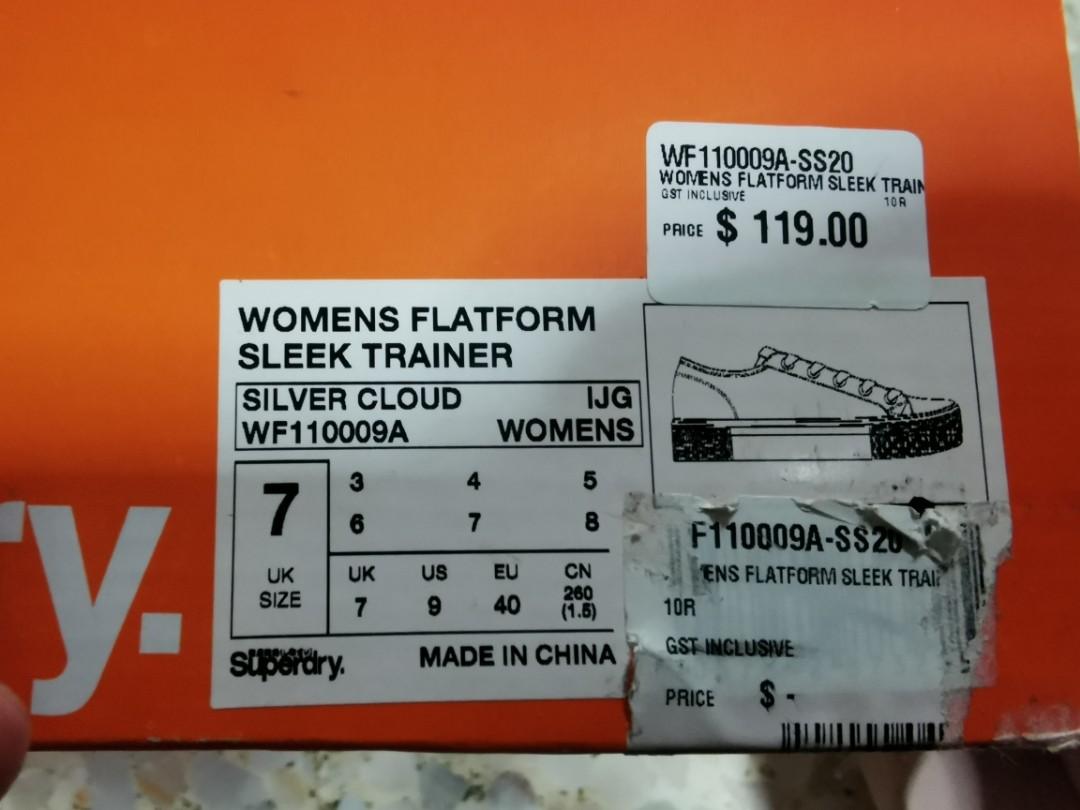 WF110009A-SS20
WOMENS FLATFORM SLEEK TRAIN
GST INCLUSIVE 10R
PRICE $ 119.00
WOMENS FLATFORM
SLEEK TRAINER
SILVER CLOUD IJG
WF110009A WOMENS
7
UK
SIZE
3 4 5
6 7 8
UK US EU CN
7 9 40 260
(1.5)
Superdry.
MADE IN CHINA
F110009A-SS20
ENS FLATFORM SLEEK TRAI
10R
GST INCLUSIVE
PRICE $ -
ry.